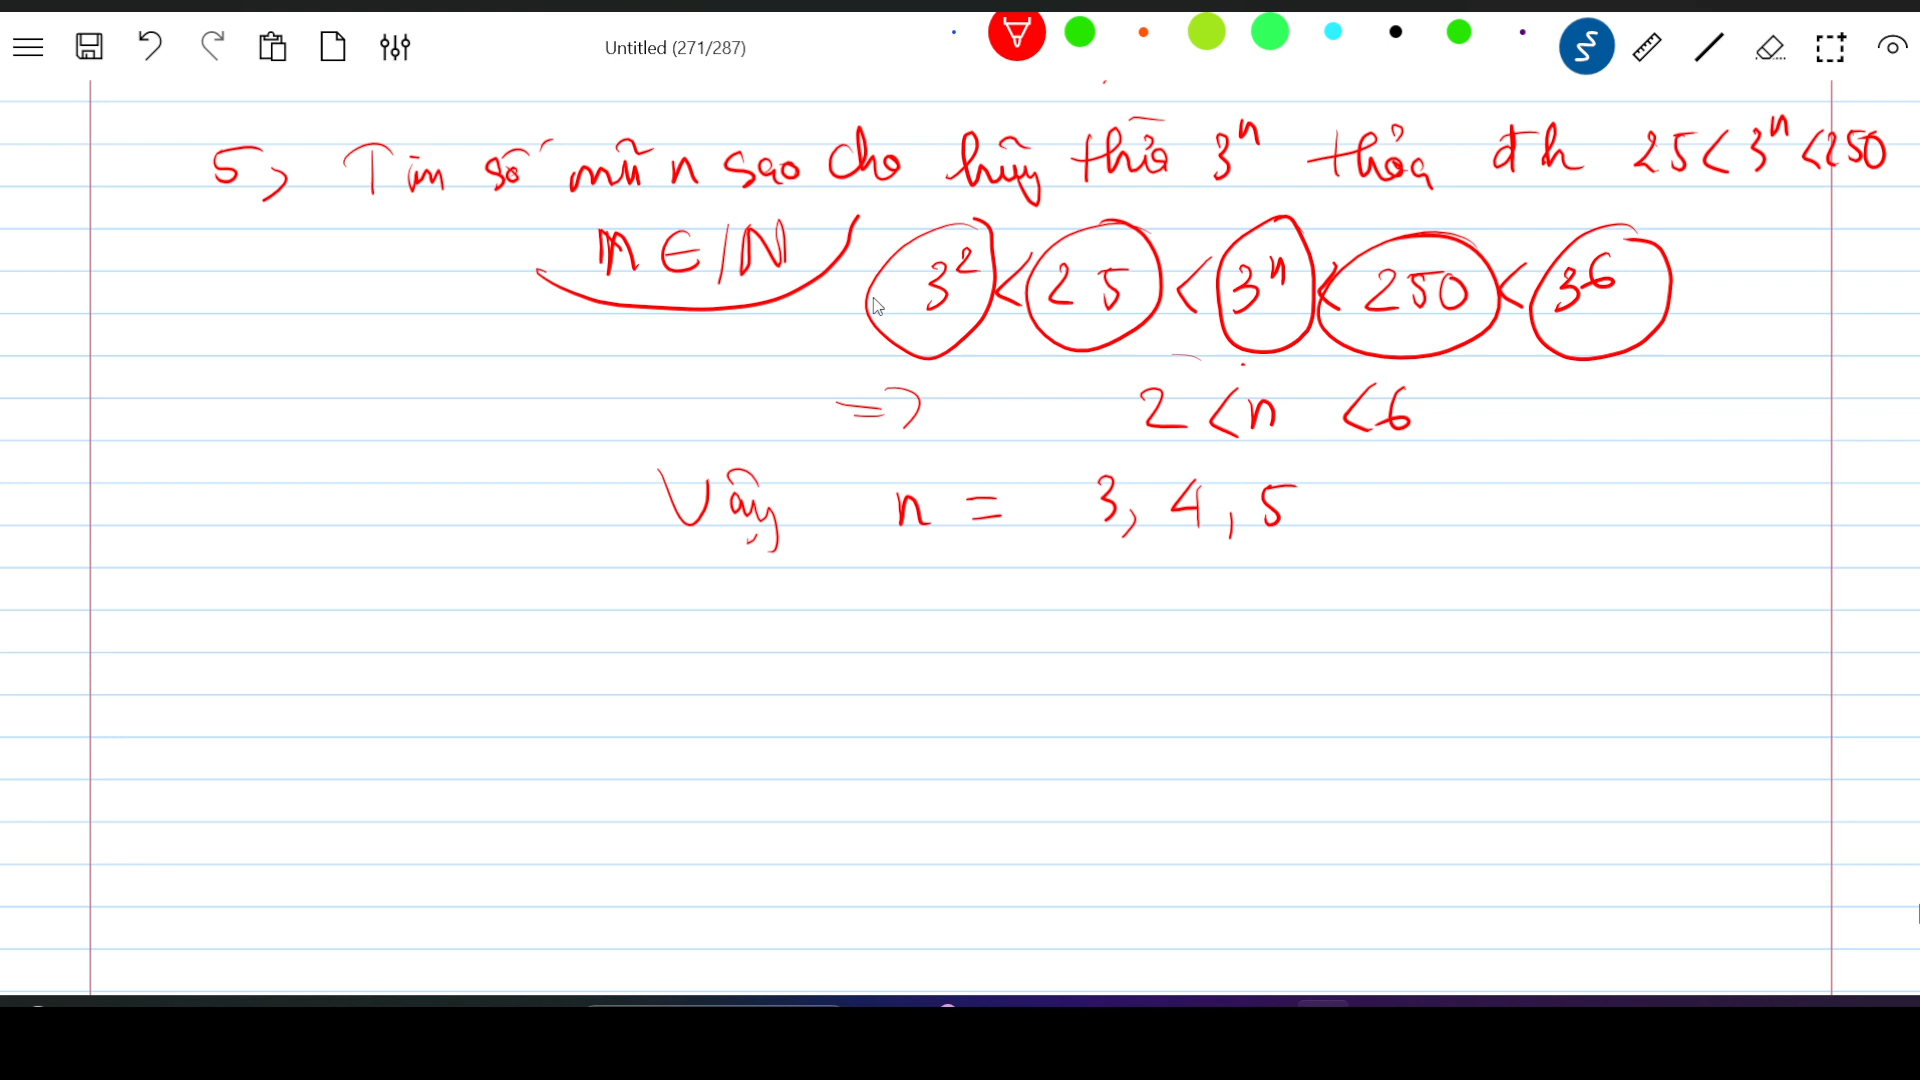 Untitled (271/287)
5, Tìm số mũ n sao cho lũy thừa 3ⁿ thỏa đk 25 < 3ⁿ < 250
n ∈ ℕ 3² < 25 < 3ⁿ < 250 < 3⁶
=> 2 < n < 6
Vậy n = 3, 4, 5